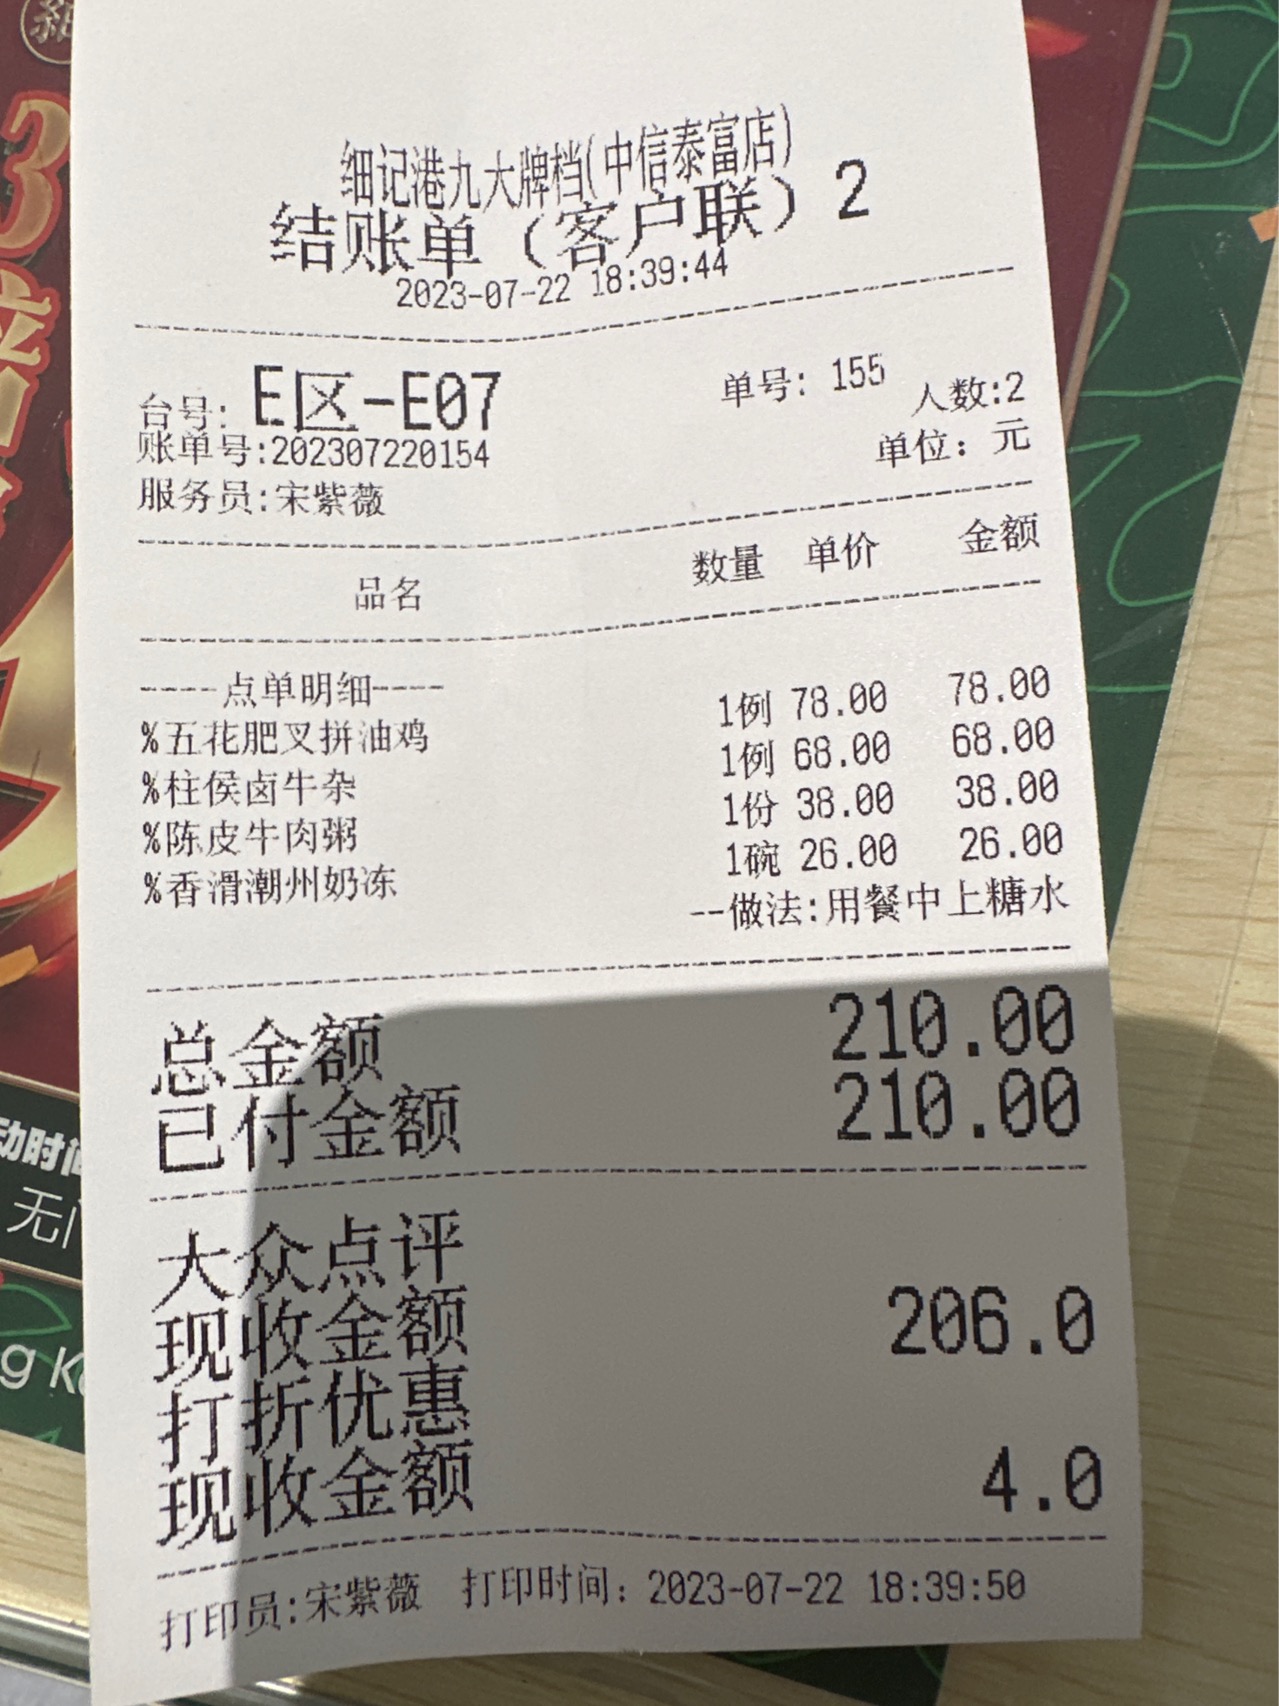 细记港九大牌档(中信泰富店)
结账单（客户联）2
2023-07-22 18:39:44
台号: E区-E07 单号: 155 人数:2
账单号:202307220154 单位: 元
服务员:宋紫薇
品名 数量 单价 金额
----点单明细----
%五花肥叉拼油鸡 1例 78.00 78.00
%柱侯卤牛杂 1例 68.00 68.00
%陈皮牛肉粥 1份 38.00 38.00
%香滑潮州奶冻 1碗 26.00 26.00
--做法:用餐中上糖水
总金额 210.00
已付金额 210.00
大众点评
现收金额 206.0
打折优惠
现收金额 4.0
打印员:宋紫薇 打印时间: 2023-07-22 18:39:50
3
动时间
无门
g K